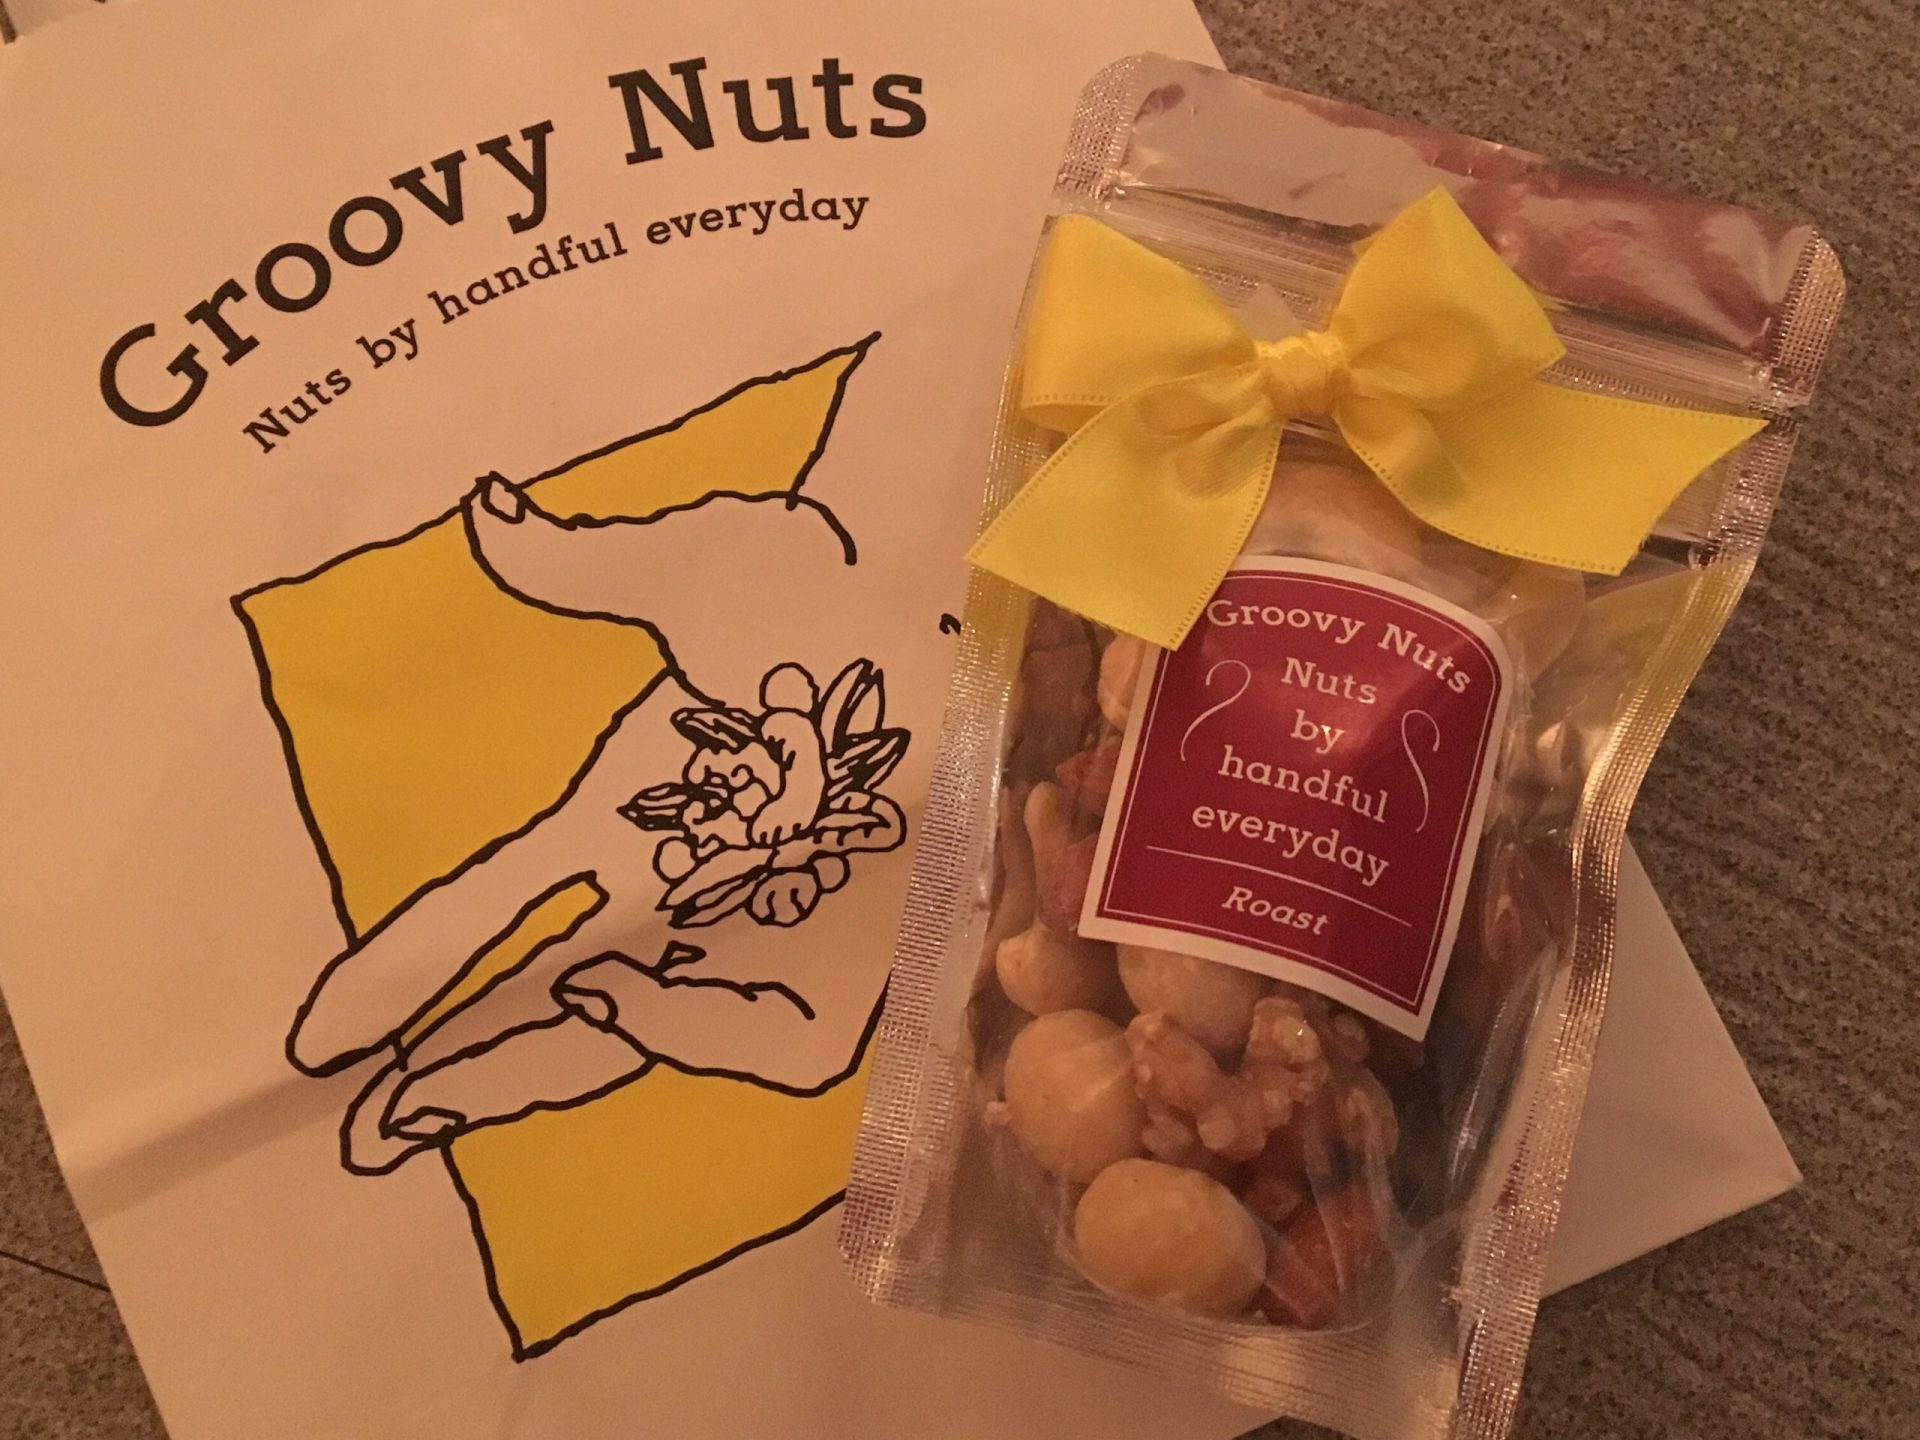 Groovy Nuts
Nuts by handful everyday
Groovy Nuts
Nuts
by
handful
everyday
Roast